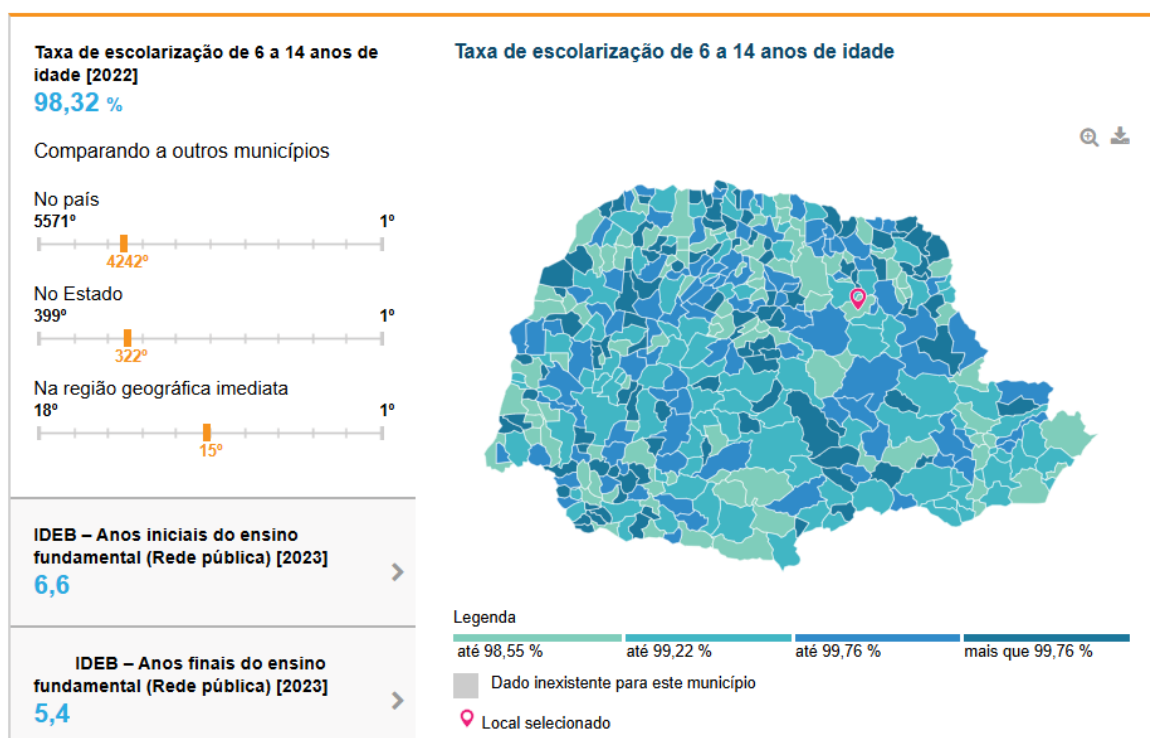 Taxa de escolarização de 6 a 14 anos de
idade [2022]
98,32 %
Comparando a outros municípios
No país
5571º 1º
4242º
No Estado
399º 1º
322º
Na região geográfica imediata
18º 1º
15º
IDEB – Anos iniciais do ensino
fundamental (Rede pública) [2023]
6,6
IDEB – Anos finais do ensino
fundamental (Rede pública) [2023]
5,4
Taxa de escolarização de 6 a 14 anos de idade
Legenda
até 98,55 % até 99,22 % até 99,76 % mais que 99,76 %
Dado inexistente para este município
Local selecionado